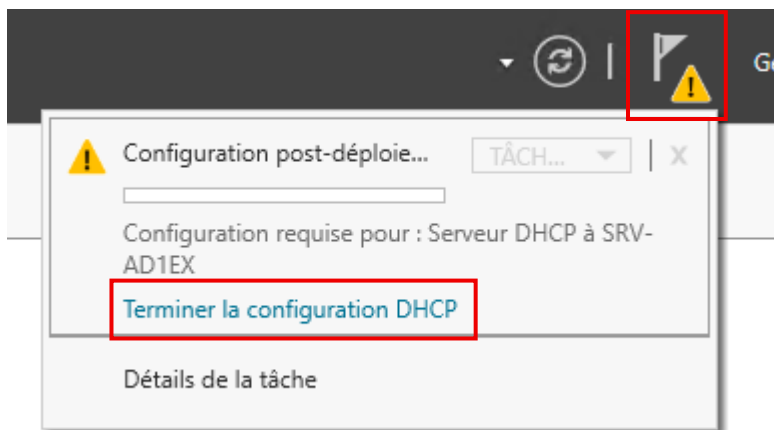 Ge
Configuration post-déploie...
TÂCH...
X
Configuration requise pour : Serveur DHCP à SRV-
AD1EX
Terminer la configuration DHCP
Détails de la tâche